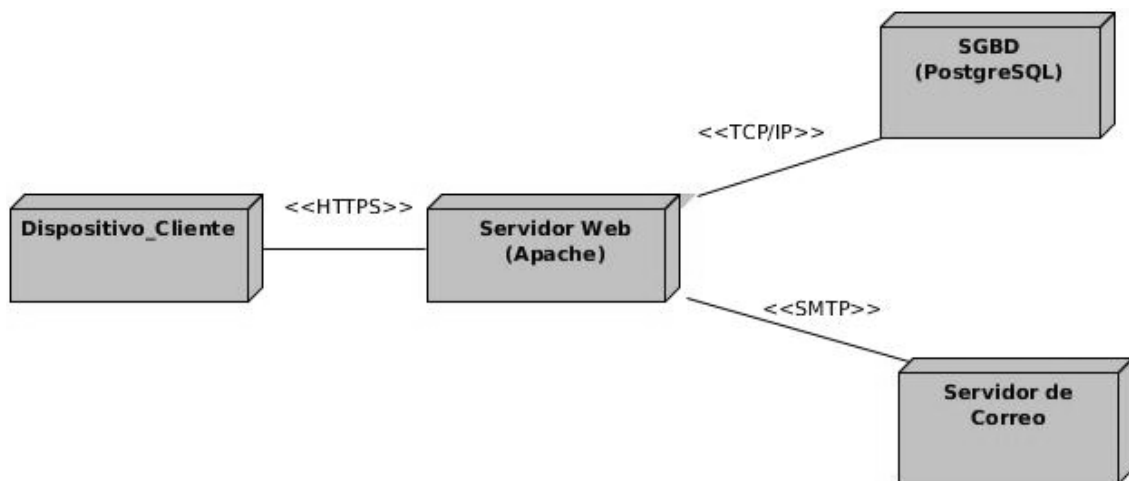 SGBD
(PostgreSQL)
<<TCP/IP>>
<<HTTPS>>
Dispositivo_Cliente
Servidor Web
(Apache)
<<SMTP>>
Servidor de
Correo